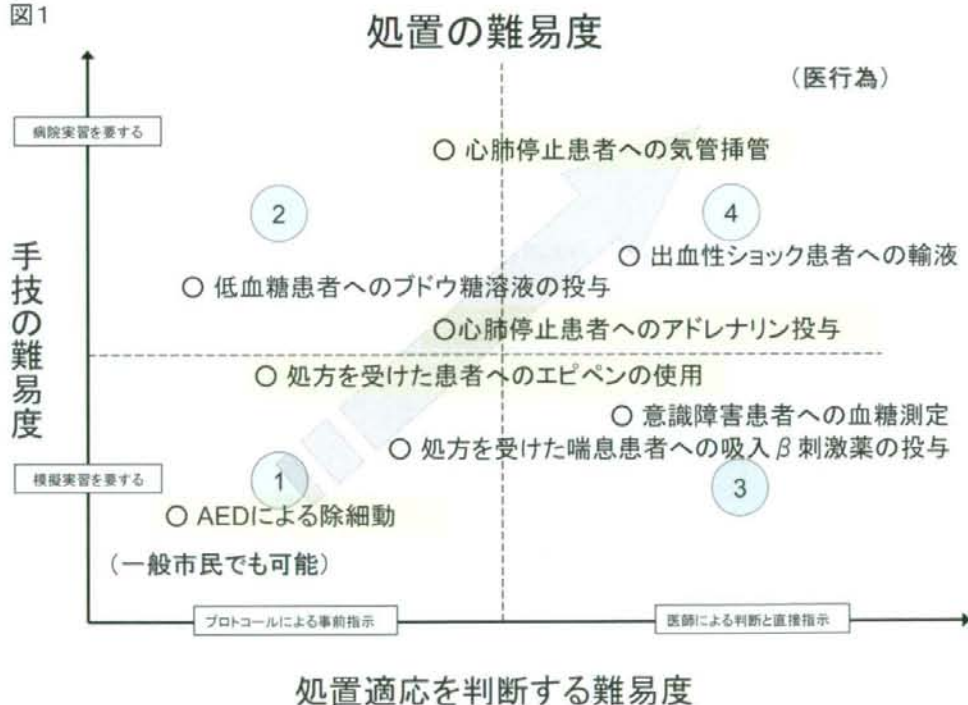 図1
処置の難易度
(医行為)
病院実習を要する
○ 心肺停止患者への気管挿管
2
4
○ 出血性ショック患者への輸液
○ 低血糖患者へのブドウ糖溶液の投与
○心肺停止患者へのアドレナリン投与
手技の難易度
○ 処方を受けた患者へのエピペンの使用
○ 意識障害患者への血糖測定
○ 処方を受けた喘息患者への吸入β刺激薬の投与
模擬実習を要する
1
3
○ AEDによる除細動
(一般市民でも可能)
プロトコールによる事前指示
医師による判断と直接指示
処置適応を判断する難易度